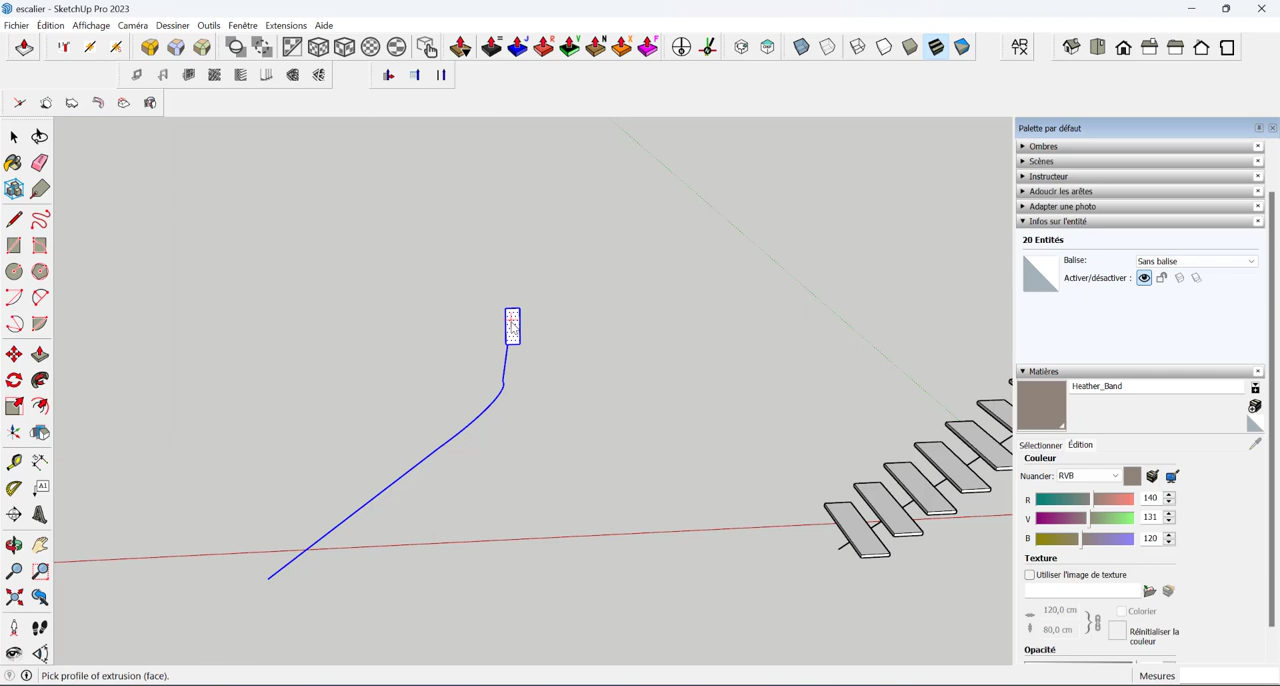 escalier - SketchUp Pro 2023
Fichier Édition Affichage Caméra Dessiner Outils Fenêtre Extensions Aide
Palette par défaut
Ombres
Scènes
Instructeur
Adoucir les arêtes
Adapter une photo
Infos sur l'entité
20 Entités
Balise: Sans balise
Activer/désactiver :
Matières
Heather_Band
Sélectionner Édition
Couleur
Nuancier: RVB
R 140
V 131
B 120
Texture
Utiliser l'image de texture
120,0 cm
80,0 cm
Colorier
Réinitialiser la
couleur
Opacité
Pick profile of extrusion (face).
Mesures